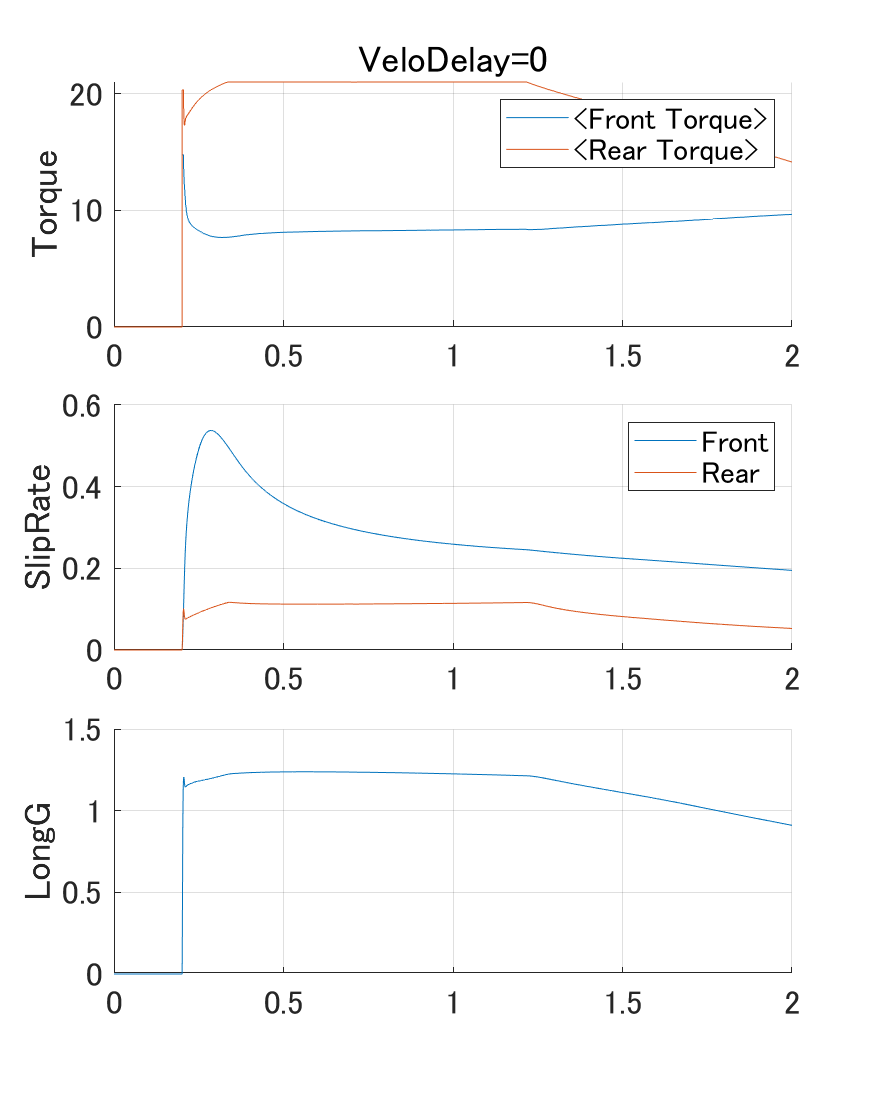 VeloDelay=0
Torque
20
10
0
<Front Torque>
<Rear Torque>
0 0.5 1 1.5 2
SlipRate
0.6
0.4
0.2
0
Front
Rear
0 0.5 1 1.5 2
LongG
1.5
1
0.5
0
0 0.5 1 1.5 2